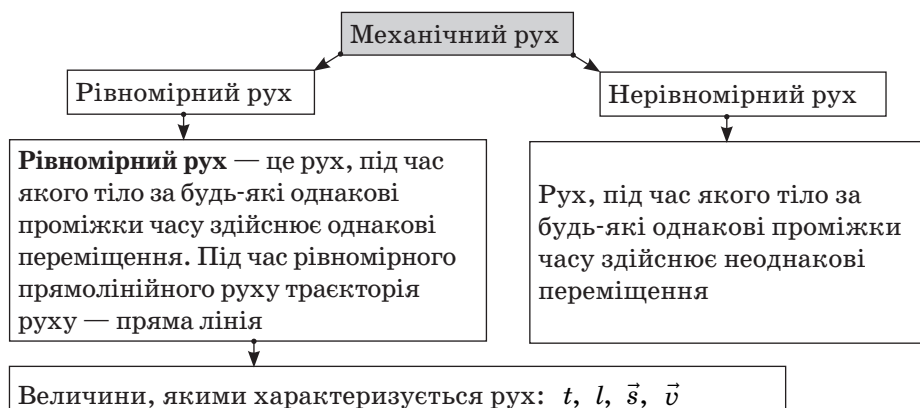 Механічний рух
Рівномірний рух
Нерівномірний рух
Рівномірний рух — це рух, під час
якого тіло за будь-які однакові
проміжки часу здійснює однакові
переміщення. Під час рівномірного
прямолінійного руху траєкторія
руху — пряма лінія
Рух, під час якого тіло за
будь-які однакові проміжки
часу здійснює неоднакові
переміщення
Величини, якими характеризується рух: t, l, s⃗, v⃗